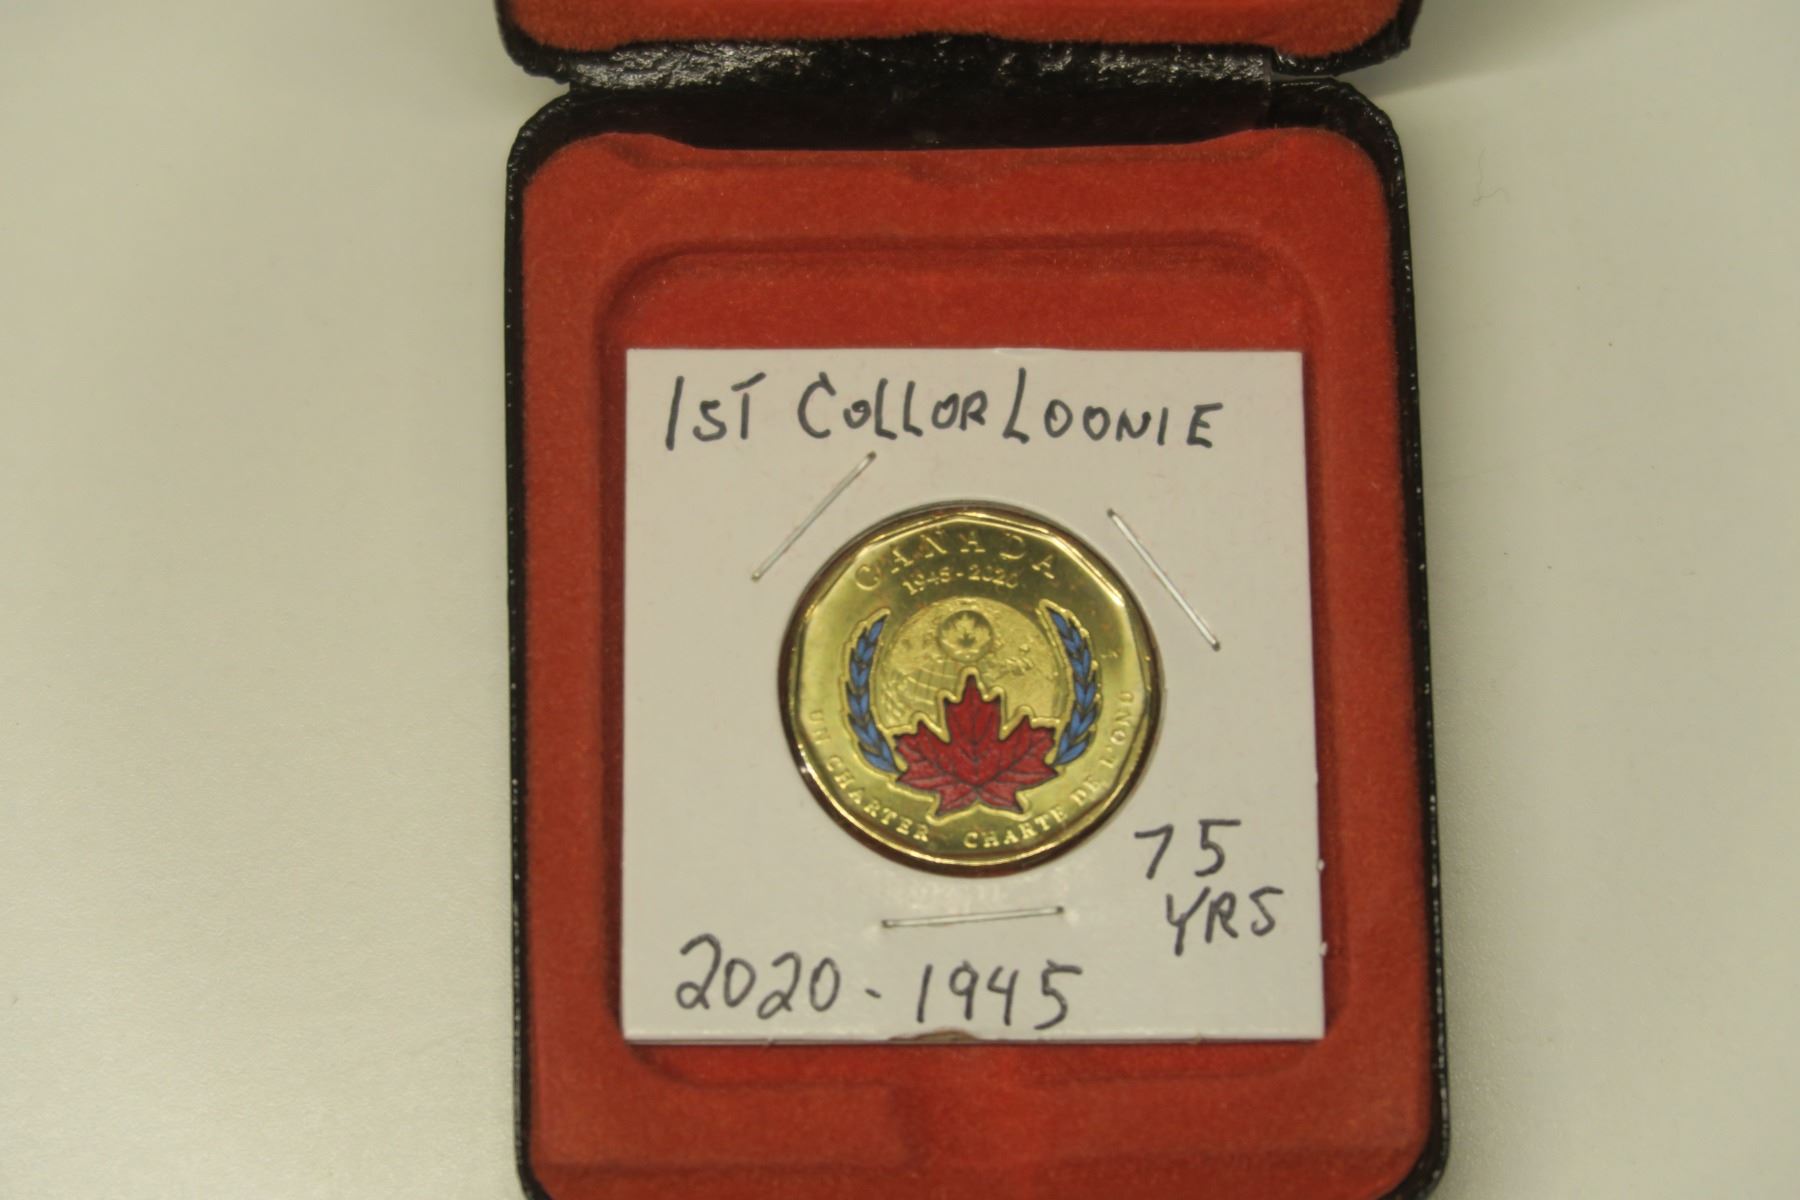 1ST COLLOR LOONIE
CANADA
1945-2020
UN CHARTER CHARTE DE L'ONU
75
YRS
2020-1945